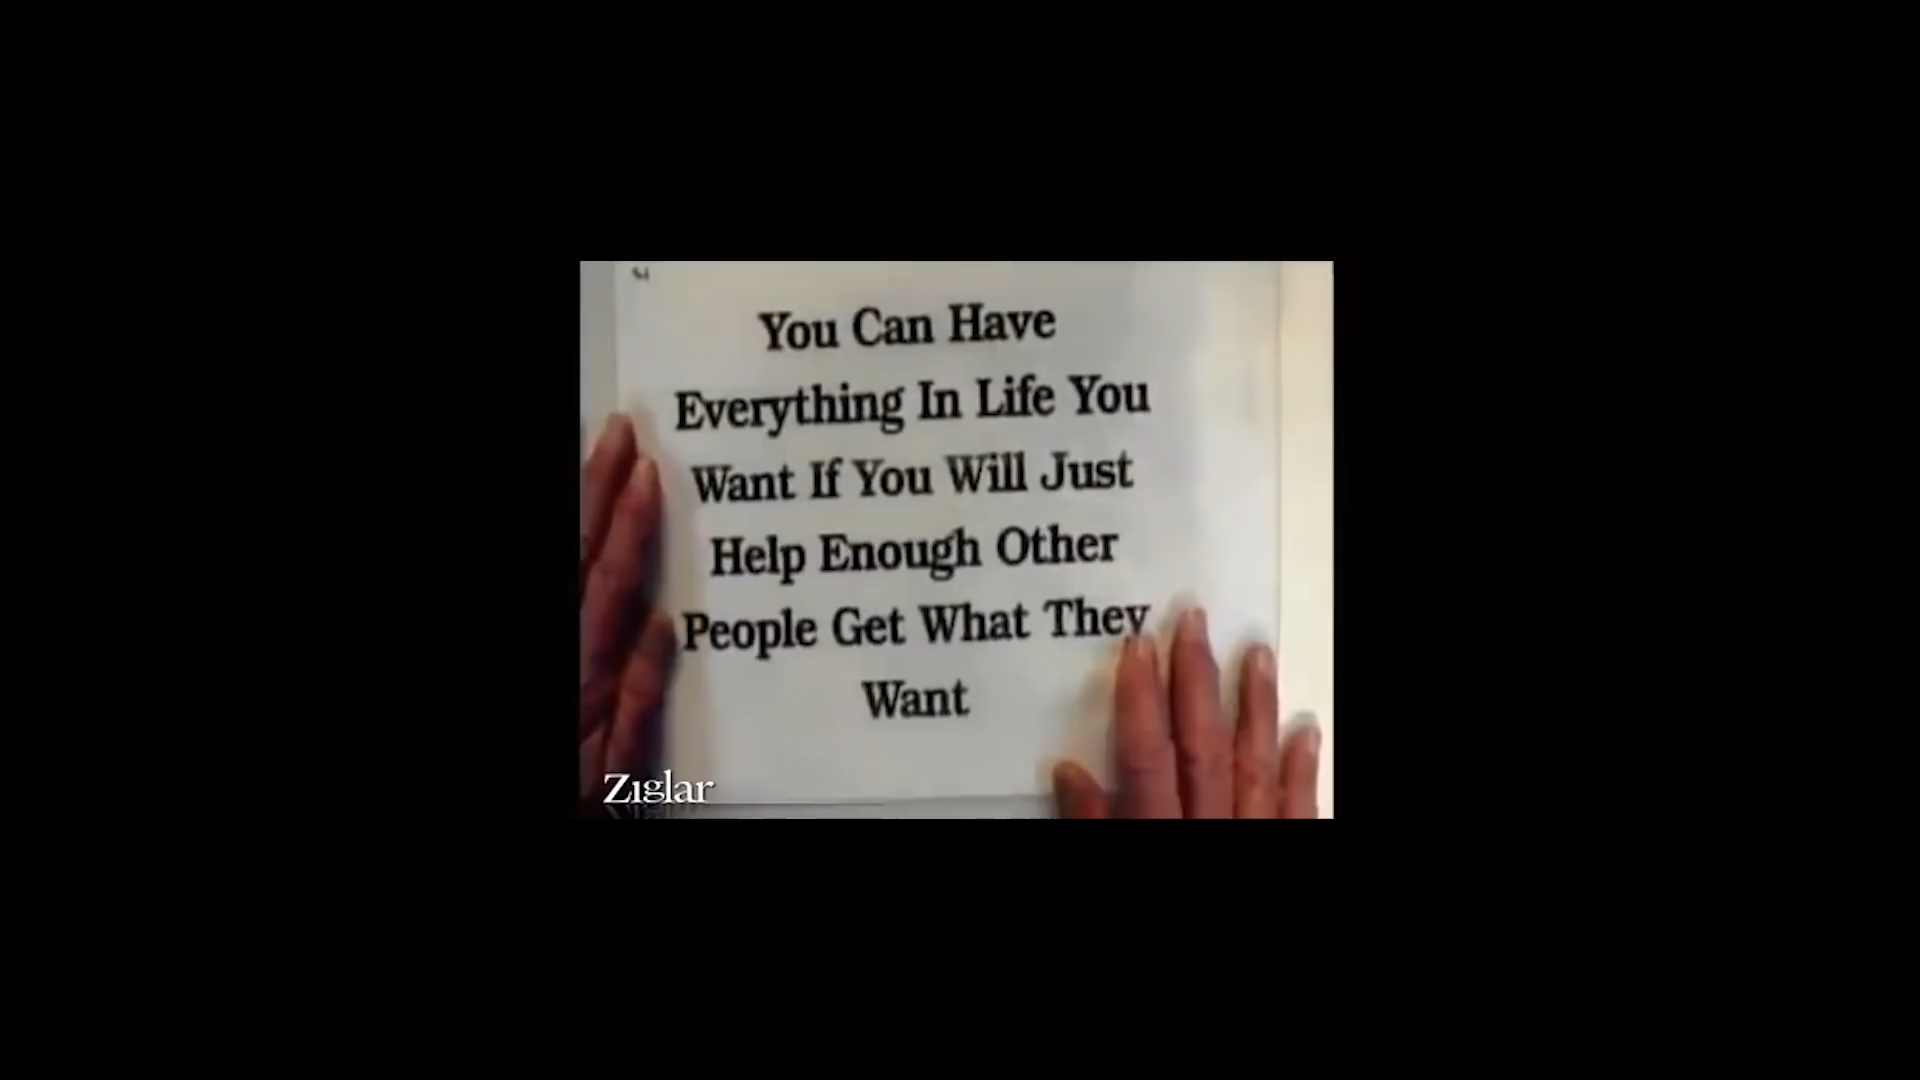 You Can Have
Everything In Life You
Want If You Will Just
Help Enough Other
People Get What They
Want
Ziglar